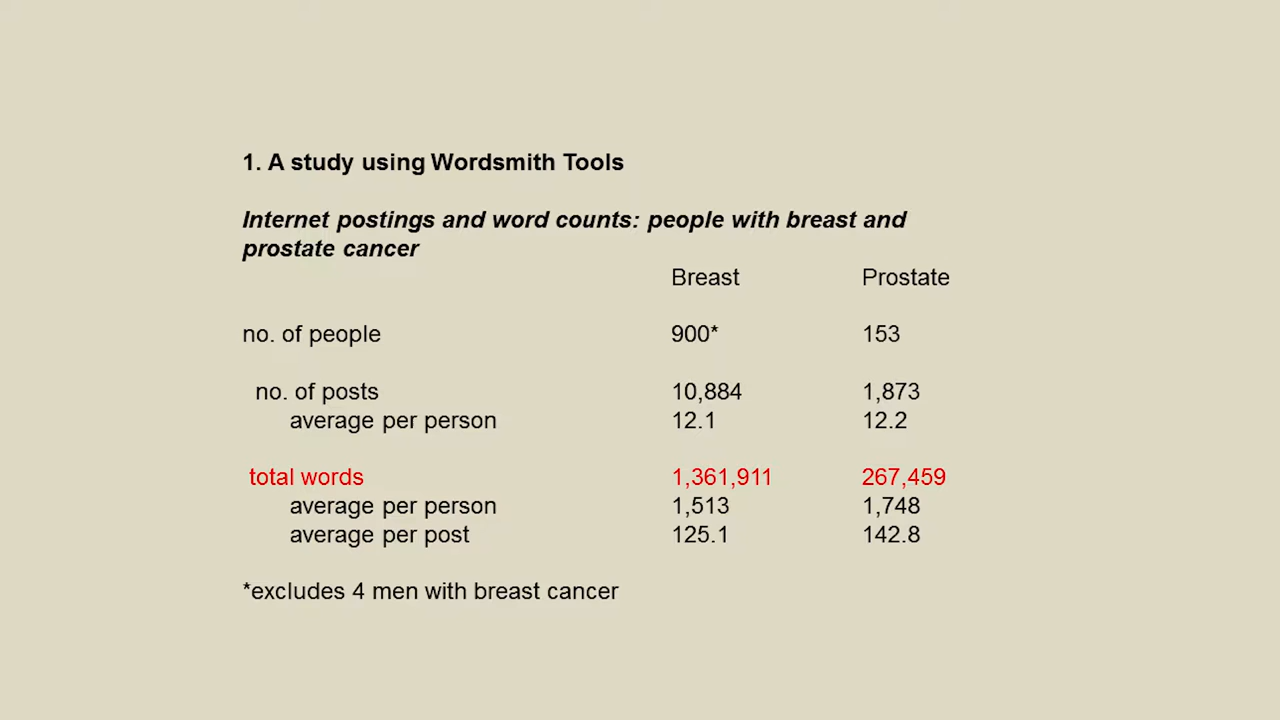 1. A study using Wordsmith Tools
Internet postings and word counts: people with breast and
prostate cancer
Breast Prostate
no. of people 900* 153
no. of posts 10,884 1,873
average per person 12.1 12.2
total words 1,361,911 267,459
average per person 1,513 1,748
average per post 125.1 142.8
*excludes 4 men with breast cancer